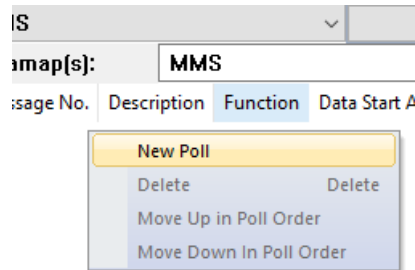 MS
amap(s): MMS
ssage No. Description Function Data Start A
New Poll
Delete Delete
Move Up in Poll Order
Move Down In Poll Order